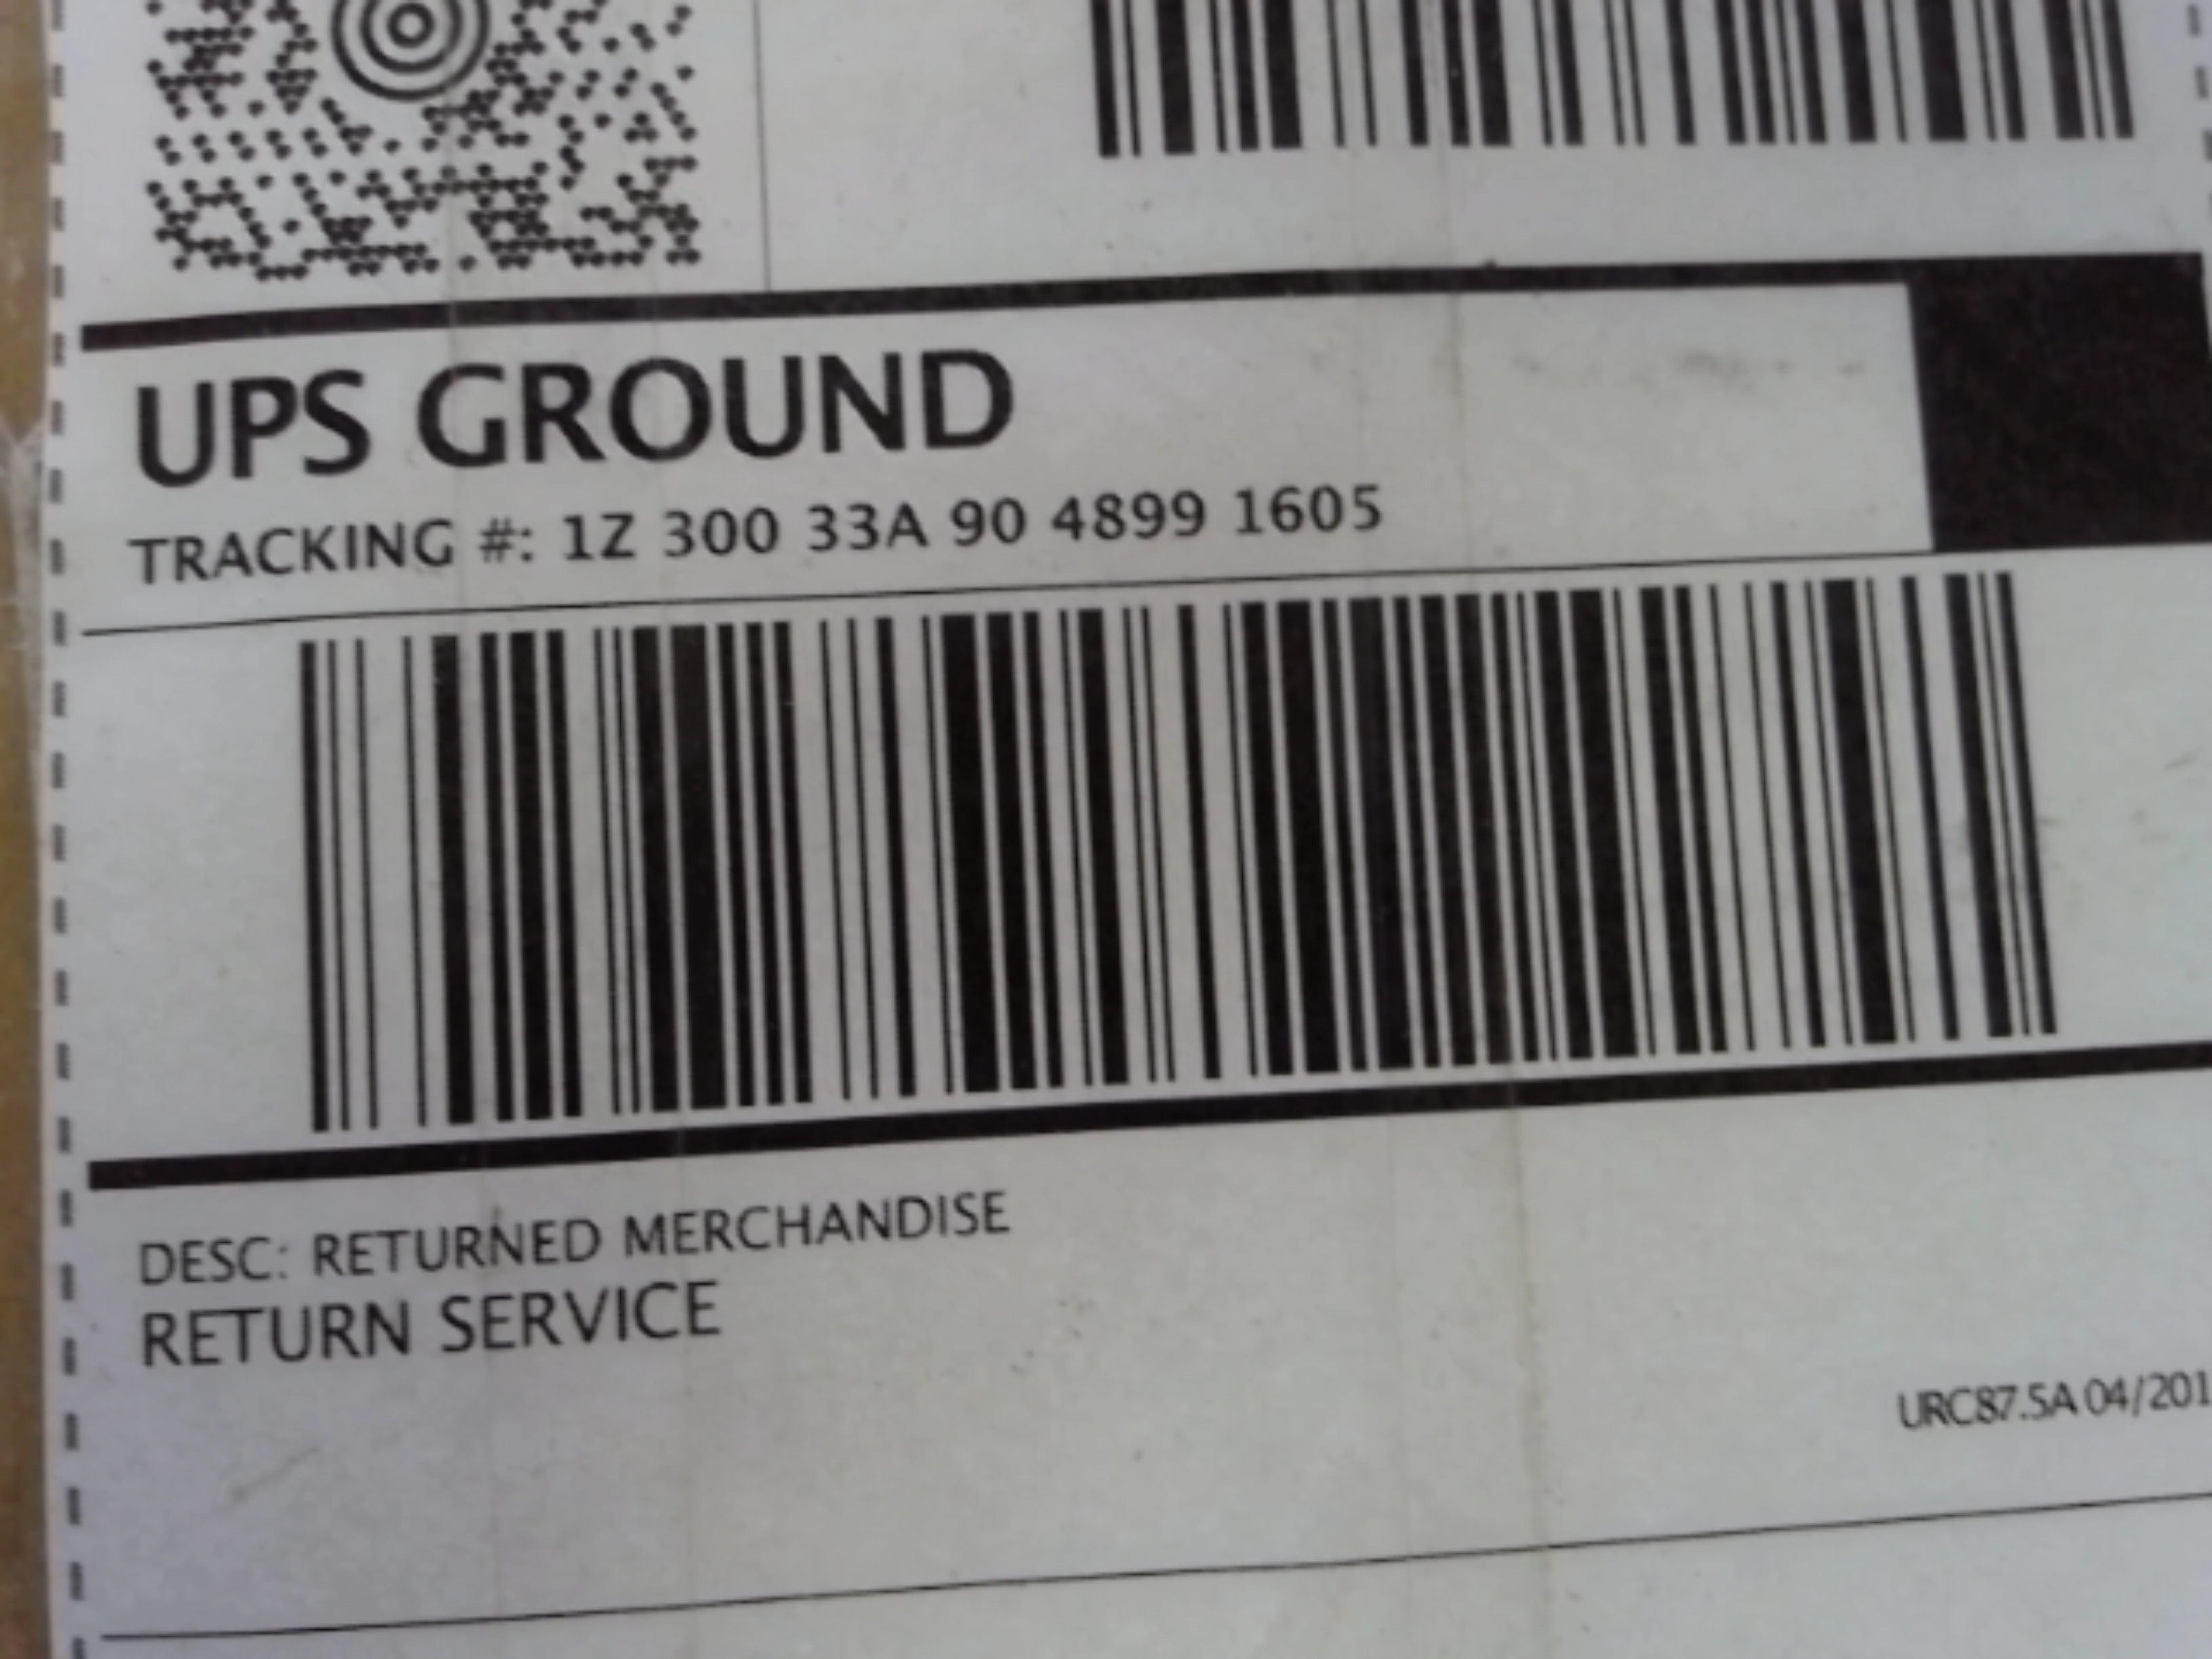 UPS GROUND
TRACKING #: 1Z 300 33A 90 4899 1605
DESC: RETURNED MERCHANDISE
RETURN SERVICE
URC87.5A 04/201